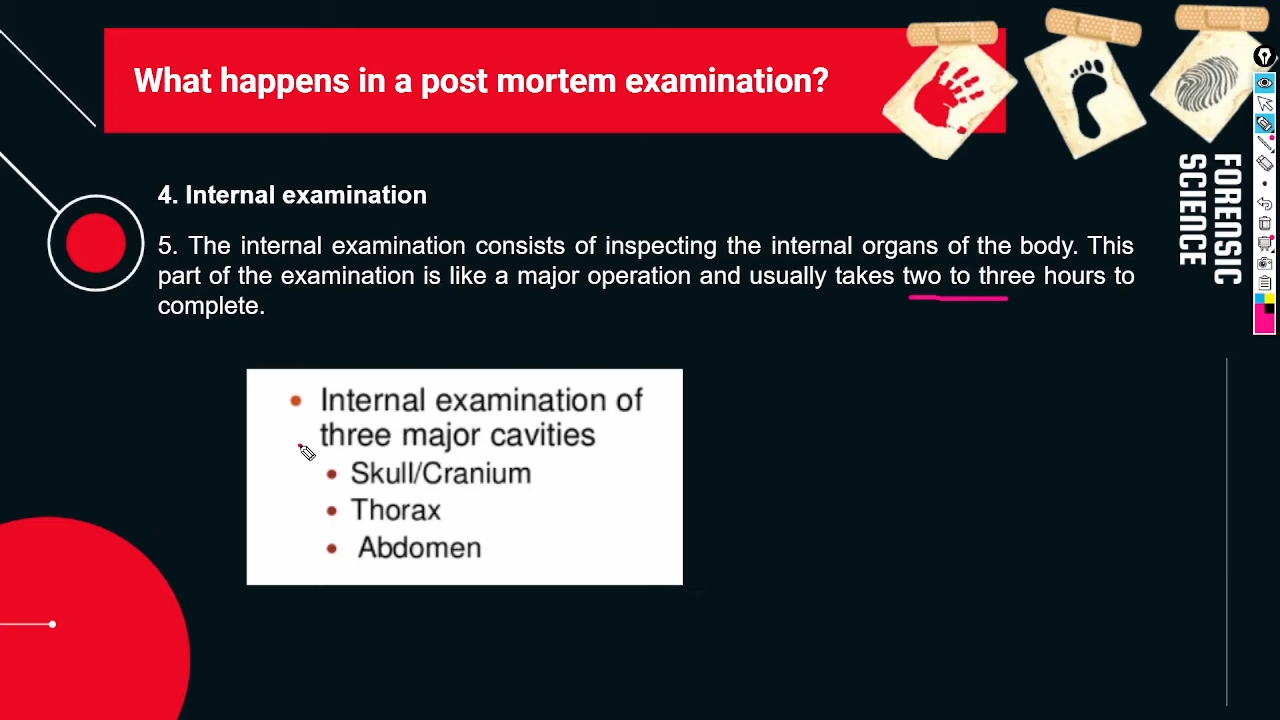 What happens in a post mortem examination?
FORENSIC
SCIENCE
4. Internal examination
5. The internal examination consists of inspecting the internal organs of the body. This
part of the examination is like a major operation and usually takes two to three hours to
complete.
• Internal examination of
three major cavities
• Skull/Cranium
• Thorax
• Abdomen